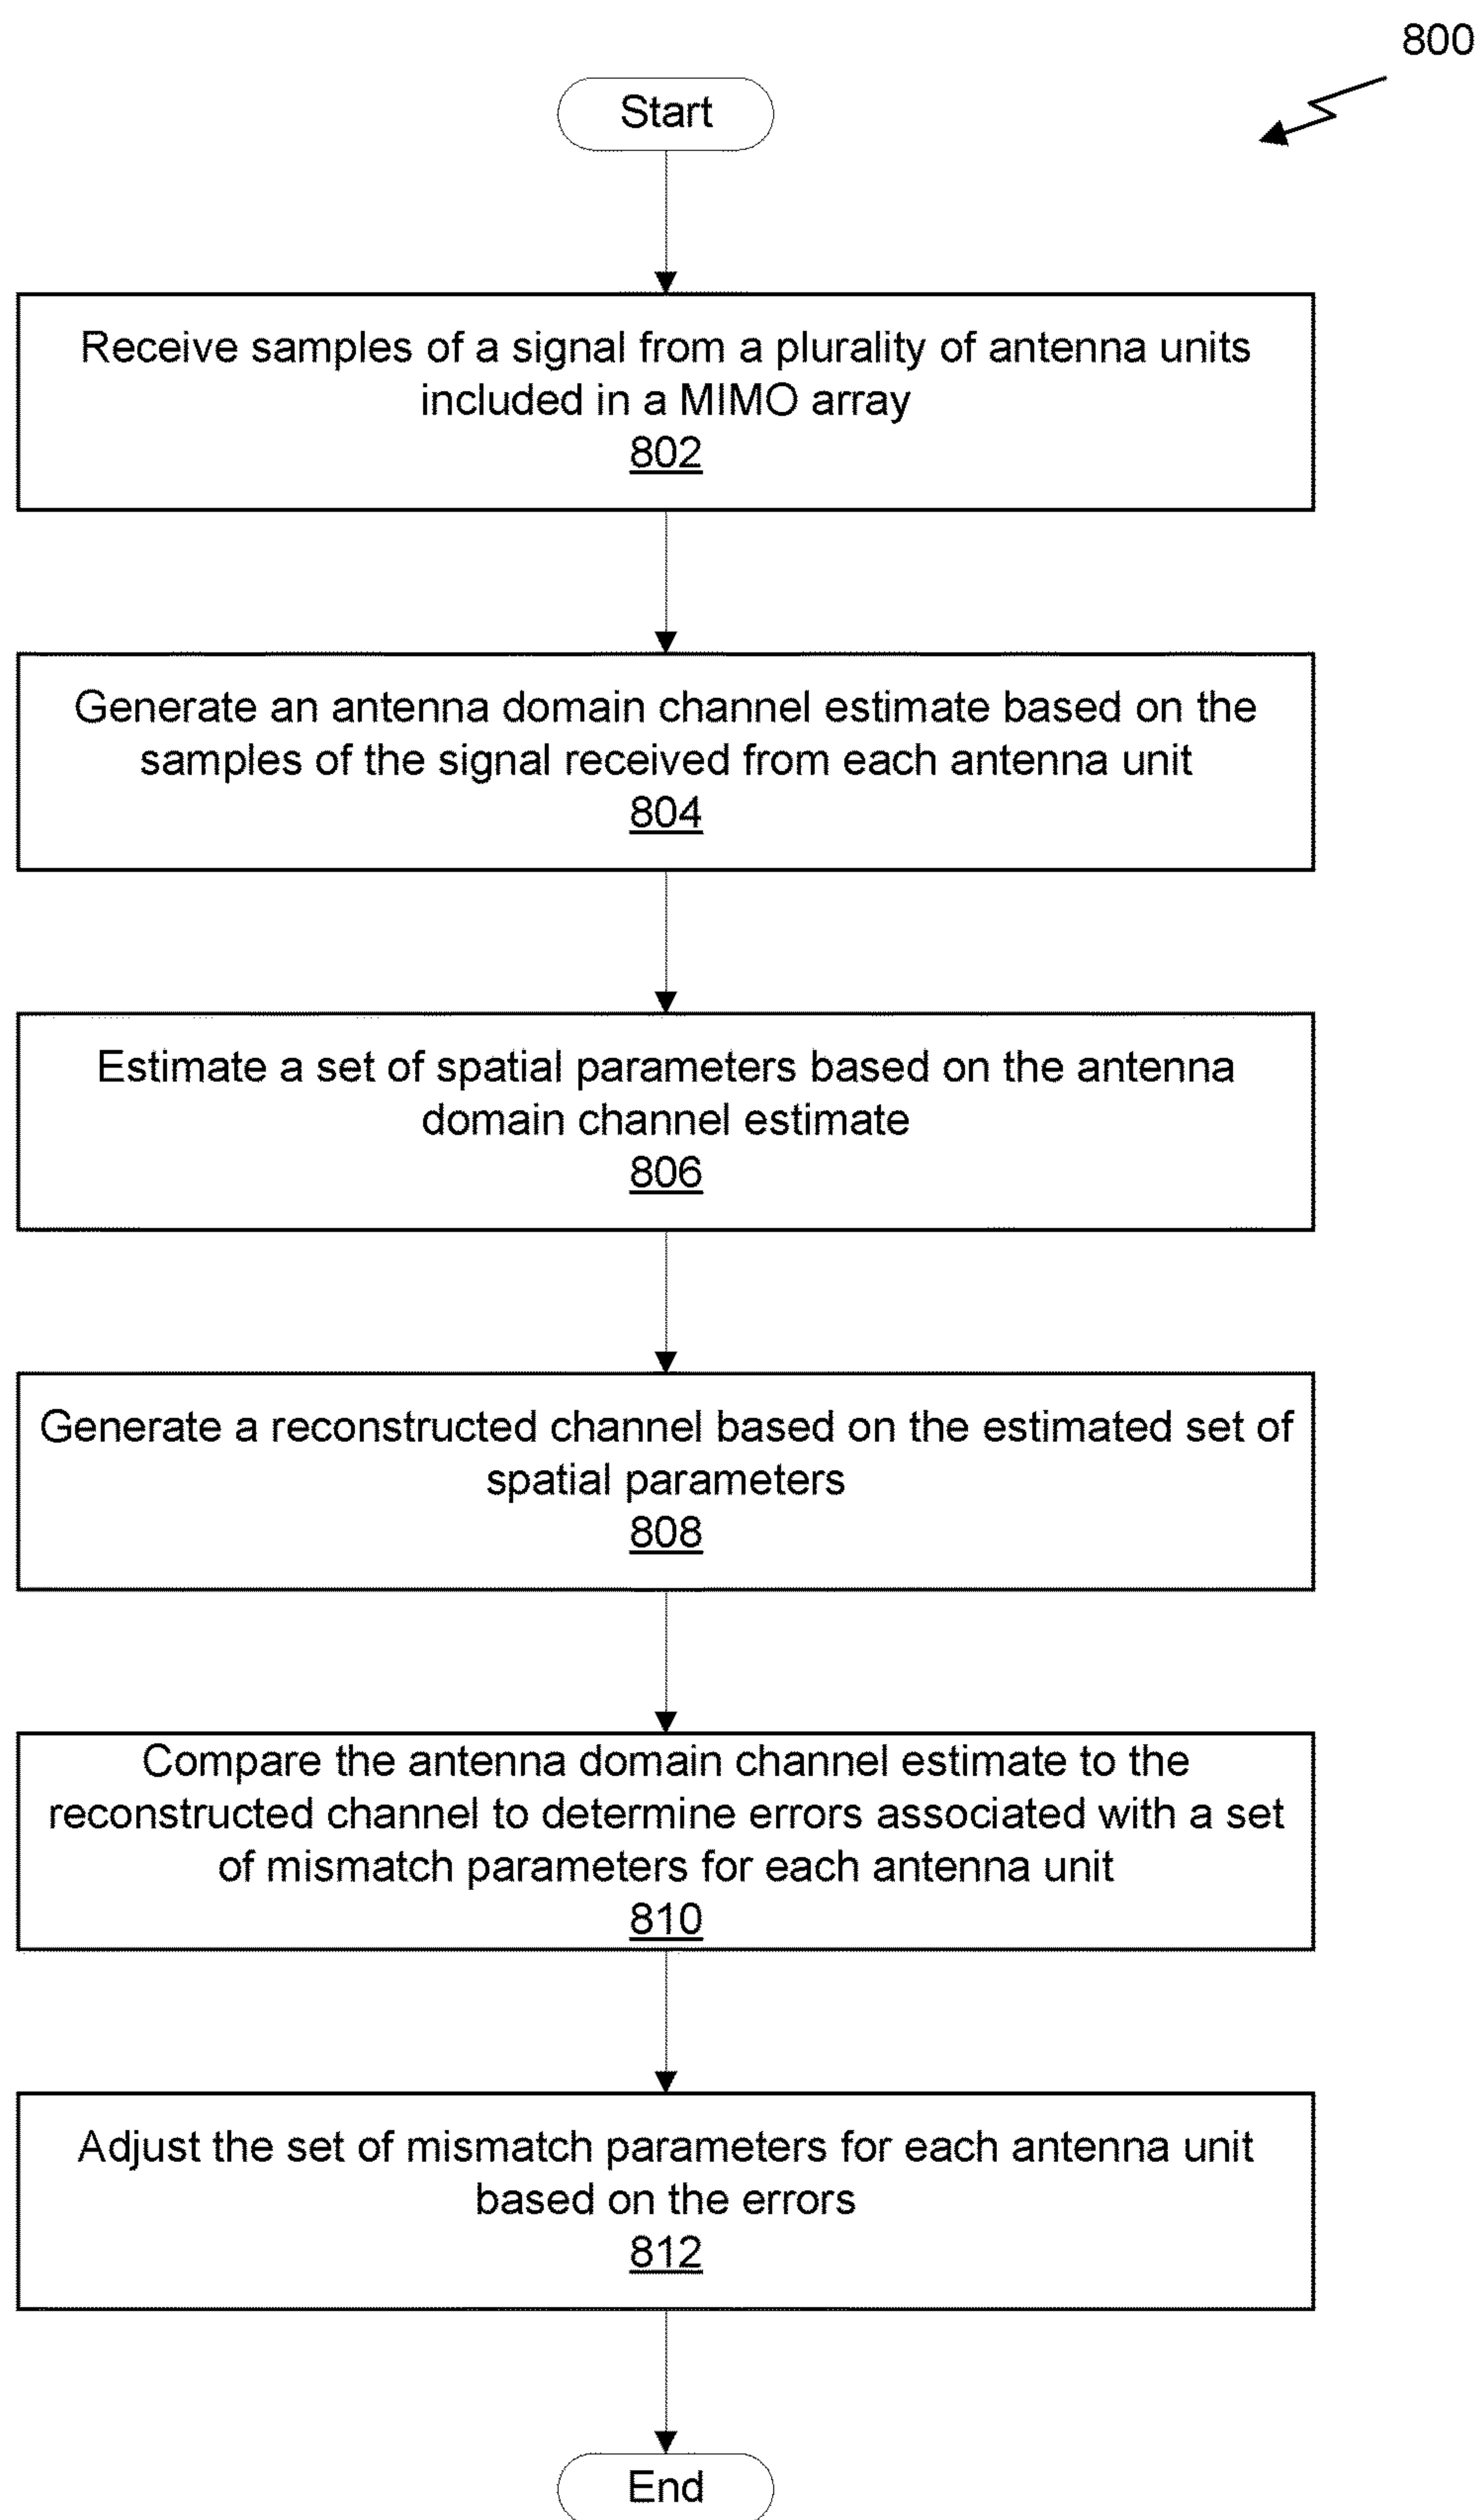 800
Start
Receive samples of a signal from a plurality of antenna units
included in a MIMO array
802
Generate an antenna domain channel estimate based on the
samples of the signal received from each antenna unit
804
Estimate a set of spatial parameters based on the antenna
domain channel estimate
806
Generate a reconstructed channel based on the estimated set of
spatial parameters
808
Compare the antenna domain channel estimate to the
reconstructed channel to determine errors associated with a set
of mismatch parameters for each antenna unit
810
Adjust the set of mismatch parameters for each antenna unit
based on the errors
812
End